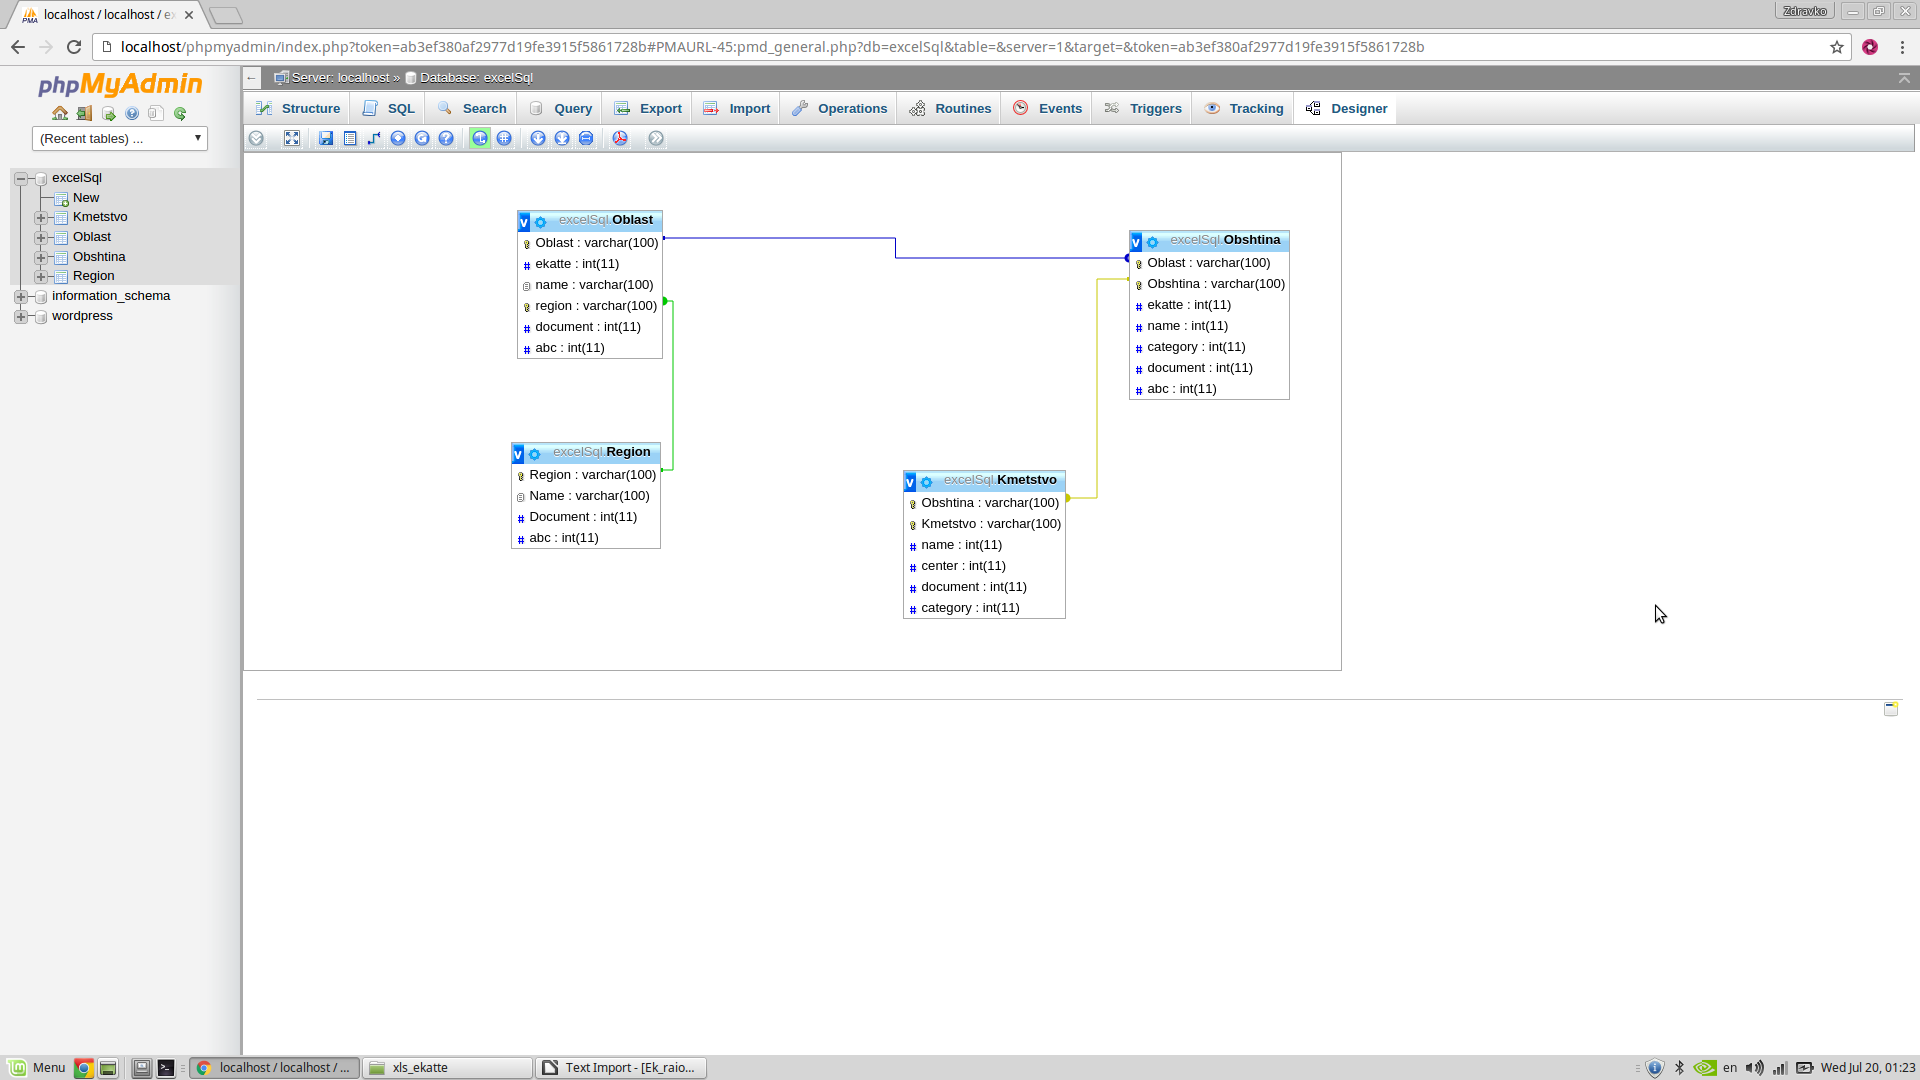 localhost / localhost / ex
Zdravko
localhost/phpmyadmin/index.php?token=ab3ef380af2977d19fe3915f5861728b#PMAURL-45:pmd_general.php?db=excelSql&table=&server=1&target=&token=ab3ef380af2977d19fe3915f5861728b
phpMyAdmin
(Recent tables) ...
excelSql
New
Kmetstvo
Oblast
Obshtina
Region
information_schema
wordpress
Server: localhost » Database: excelSql
Structure SQL Search Query Export Import Operations Routines Events Triggers Tracking Designer
v excelSql.Oblast
Oblast : varchar(100)
# ekatte : int(11)
name : varchar(100)
region : varchar(100)
# document : int(11)
# abc : int(11)
v excelSql.Obshtina
Oblast : varchar(100)
Obshtina : varchar(100)
# ekatte : int(11)
# name : int(11)
# category : int(11)
# document : int(11)
# abc : int(11)
v excelSql.Region
Region : varchar(100)
Name : varchar(100)
# Document : int(11)
# abc : int(11)
v excelSql.Kmetstvo
Obshtina : varchar(100)
Kmetstvo : varchar(100)
# name : int(11)
# center : int(11)
# document : int(11)
# category : int(11)
Menu
localhost / localhost / ...
xls_ekatte
Text Import - [Ek_raio...
en
Wed Jul 20, 01:23